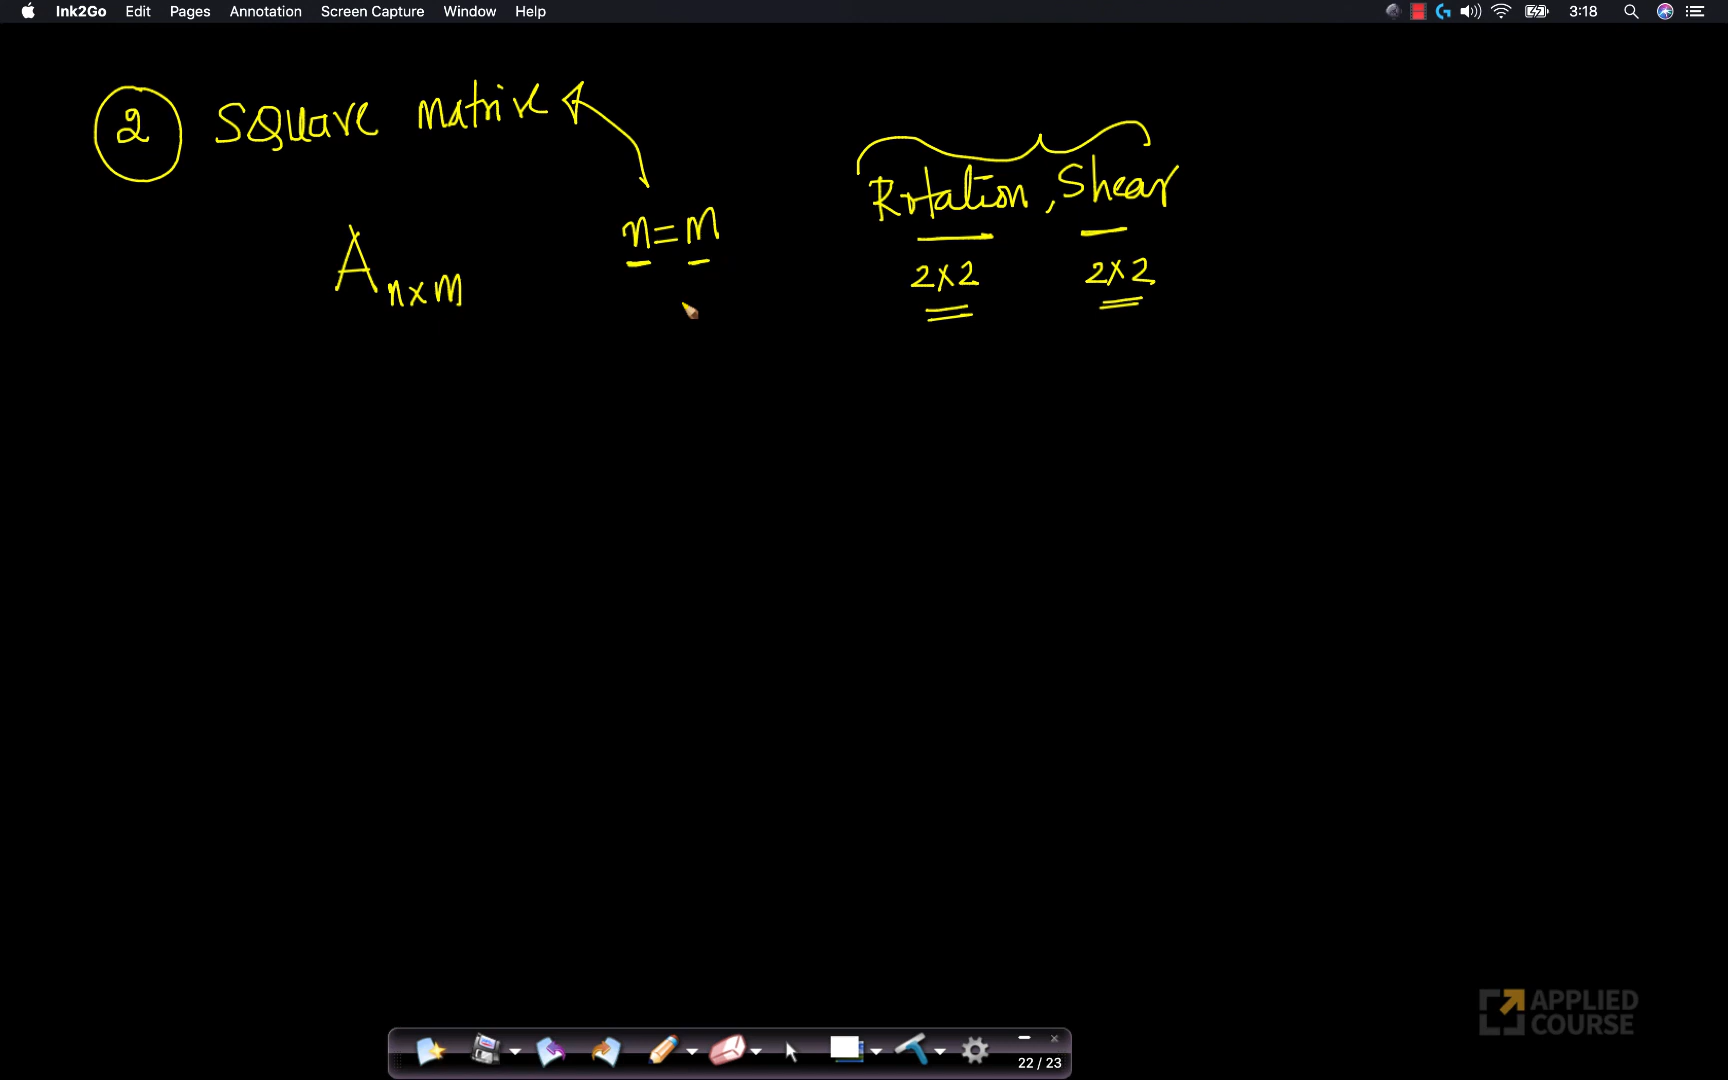 Ink2Go Edit Pages Annotation Screen Capture Window Help 3:18
2 Square matrix
Rotation, Shear
n=m
A n×m
2×2 2×2
22 / 23
APPLIED
COURSE